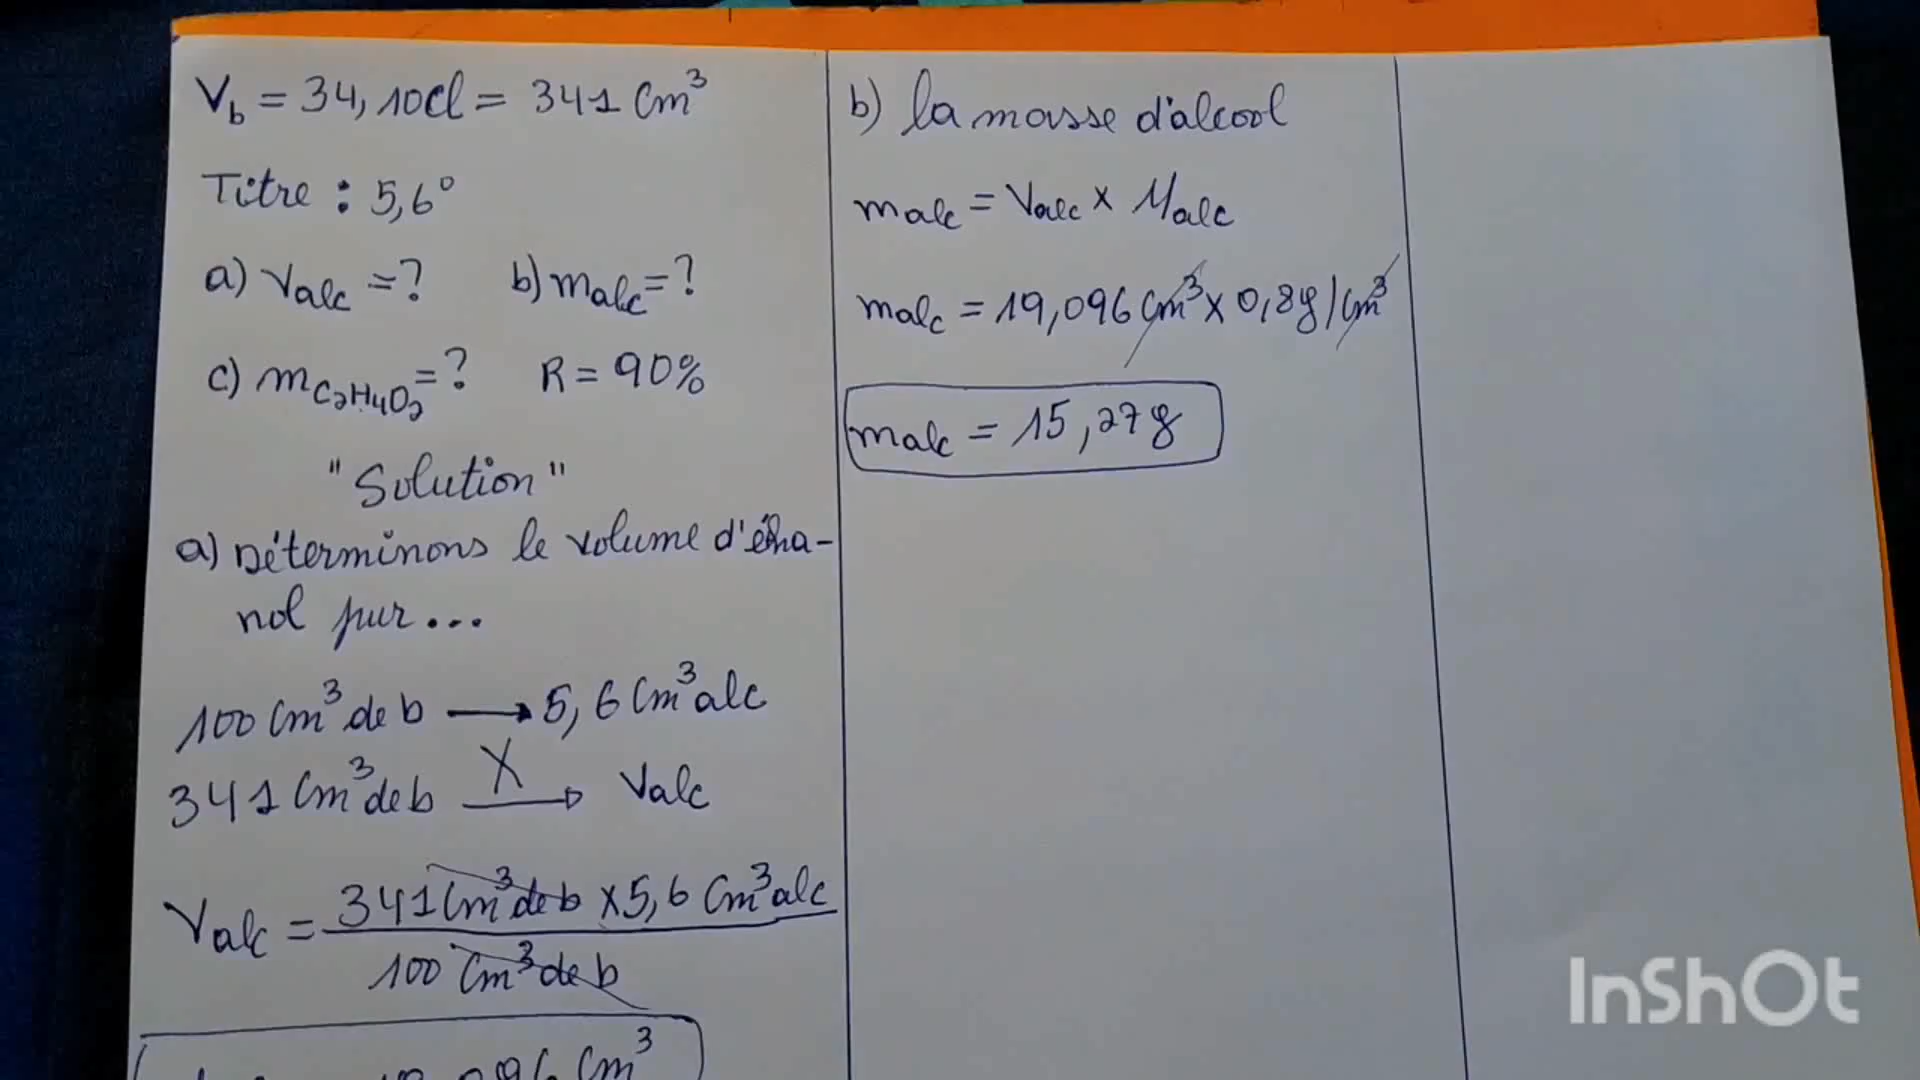 Vb = 34,10Cl = 341 Cm³
Titre : 5,6°
a) Valc = ? b) malc = ?
c) mC₂H₄O₂ = ? R = 90%
"Solution"
a) Déterminons le volume d'étha-
nol pur...
100 Cm³ de b → 5,6 Cm³ alc
341 Cm³ de b X → Valc
Valc = 341 Cm³ de b x 5,6 Cm³ alc
100 Cm³ de b
Cm³
b) la masse d'alcool
malc = Valc x Malc
malc = 19,096 Cm³ x 0,8g/Cm³
malc = 15,27g
InShOt